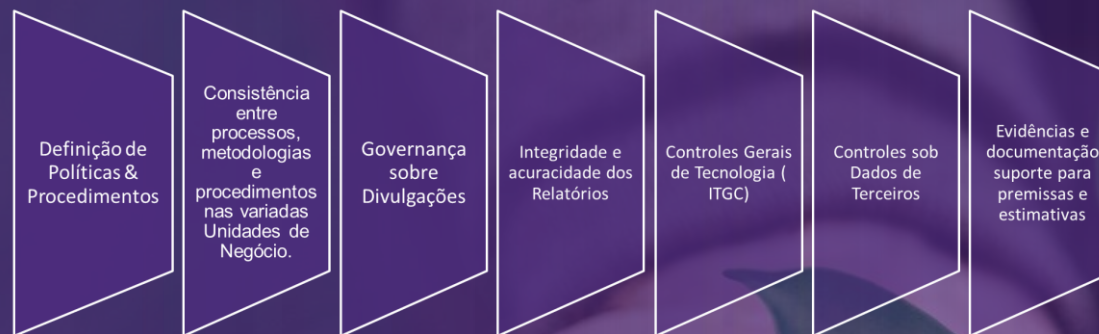 Definição de
Políticas &
Procedimentos
Consistência
entre
processos,
metodologias
e
procedimentos
nas variadas
Unidades de
Negócio.
Governança
sobre
Divulgações
Integridade e
acuracidade dos
Relatórios
Controles Gerais
de Tecnologia (
ITGC)
Controles sob
Dados de
Terceiros
Evidências e
documentação
suporte para
premissas e
estimativas